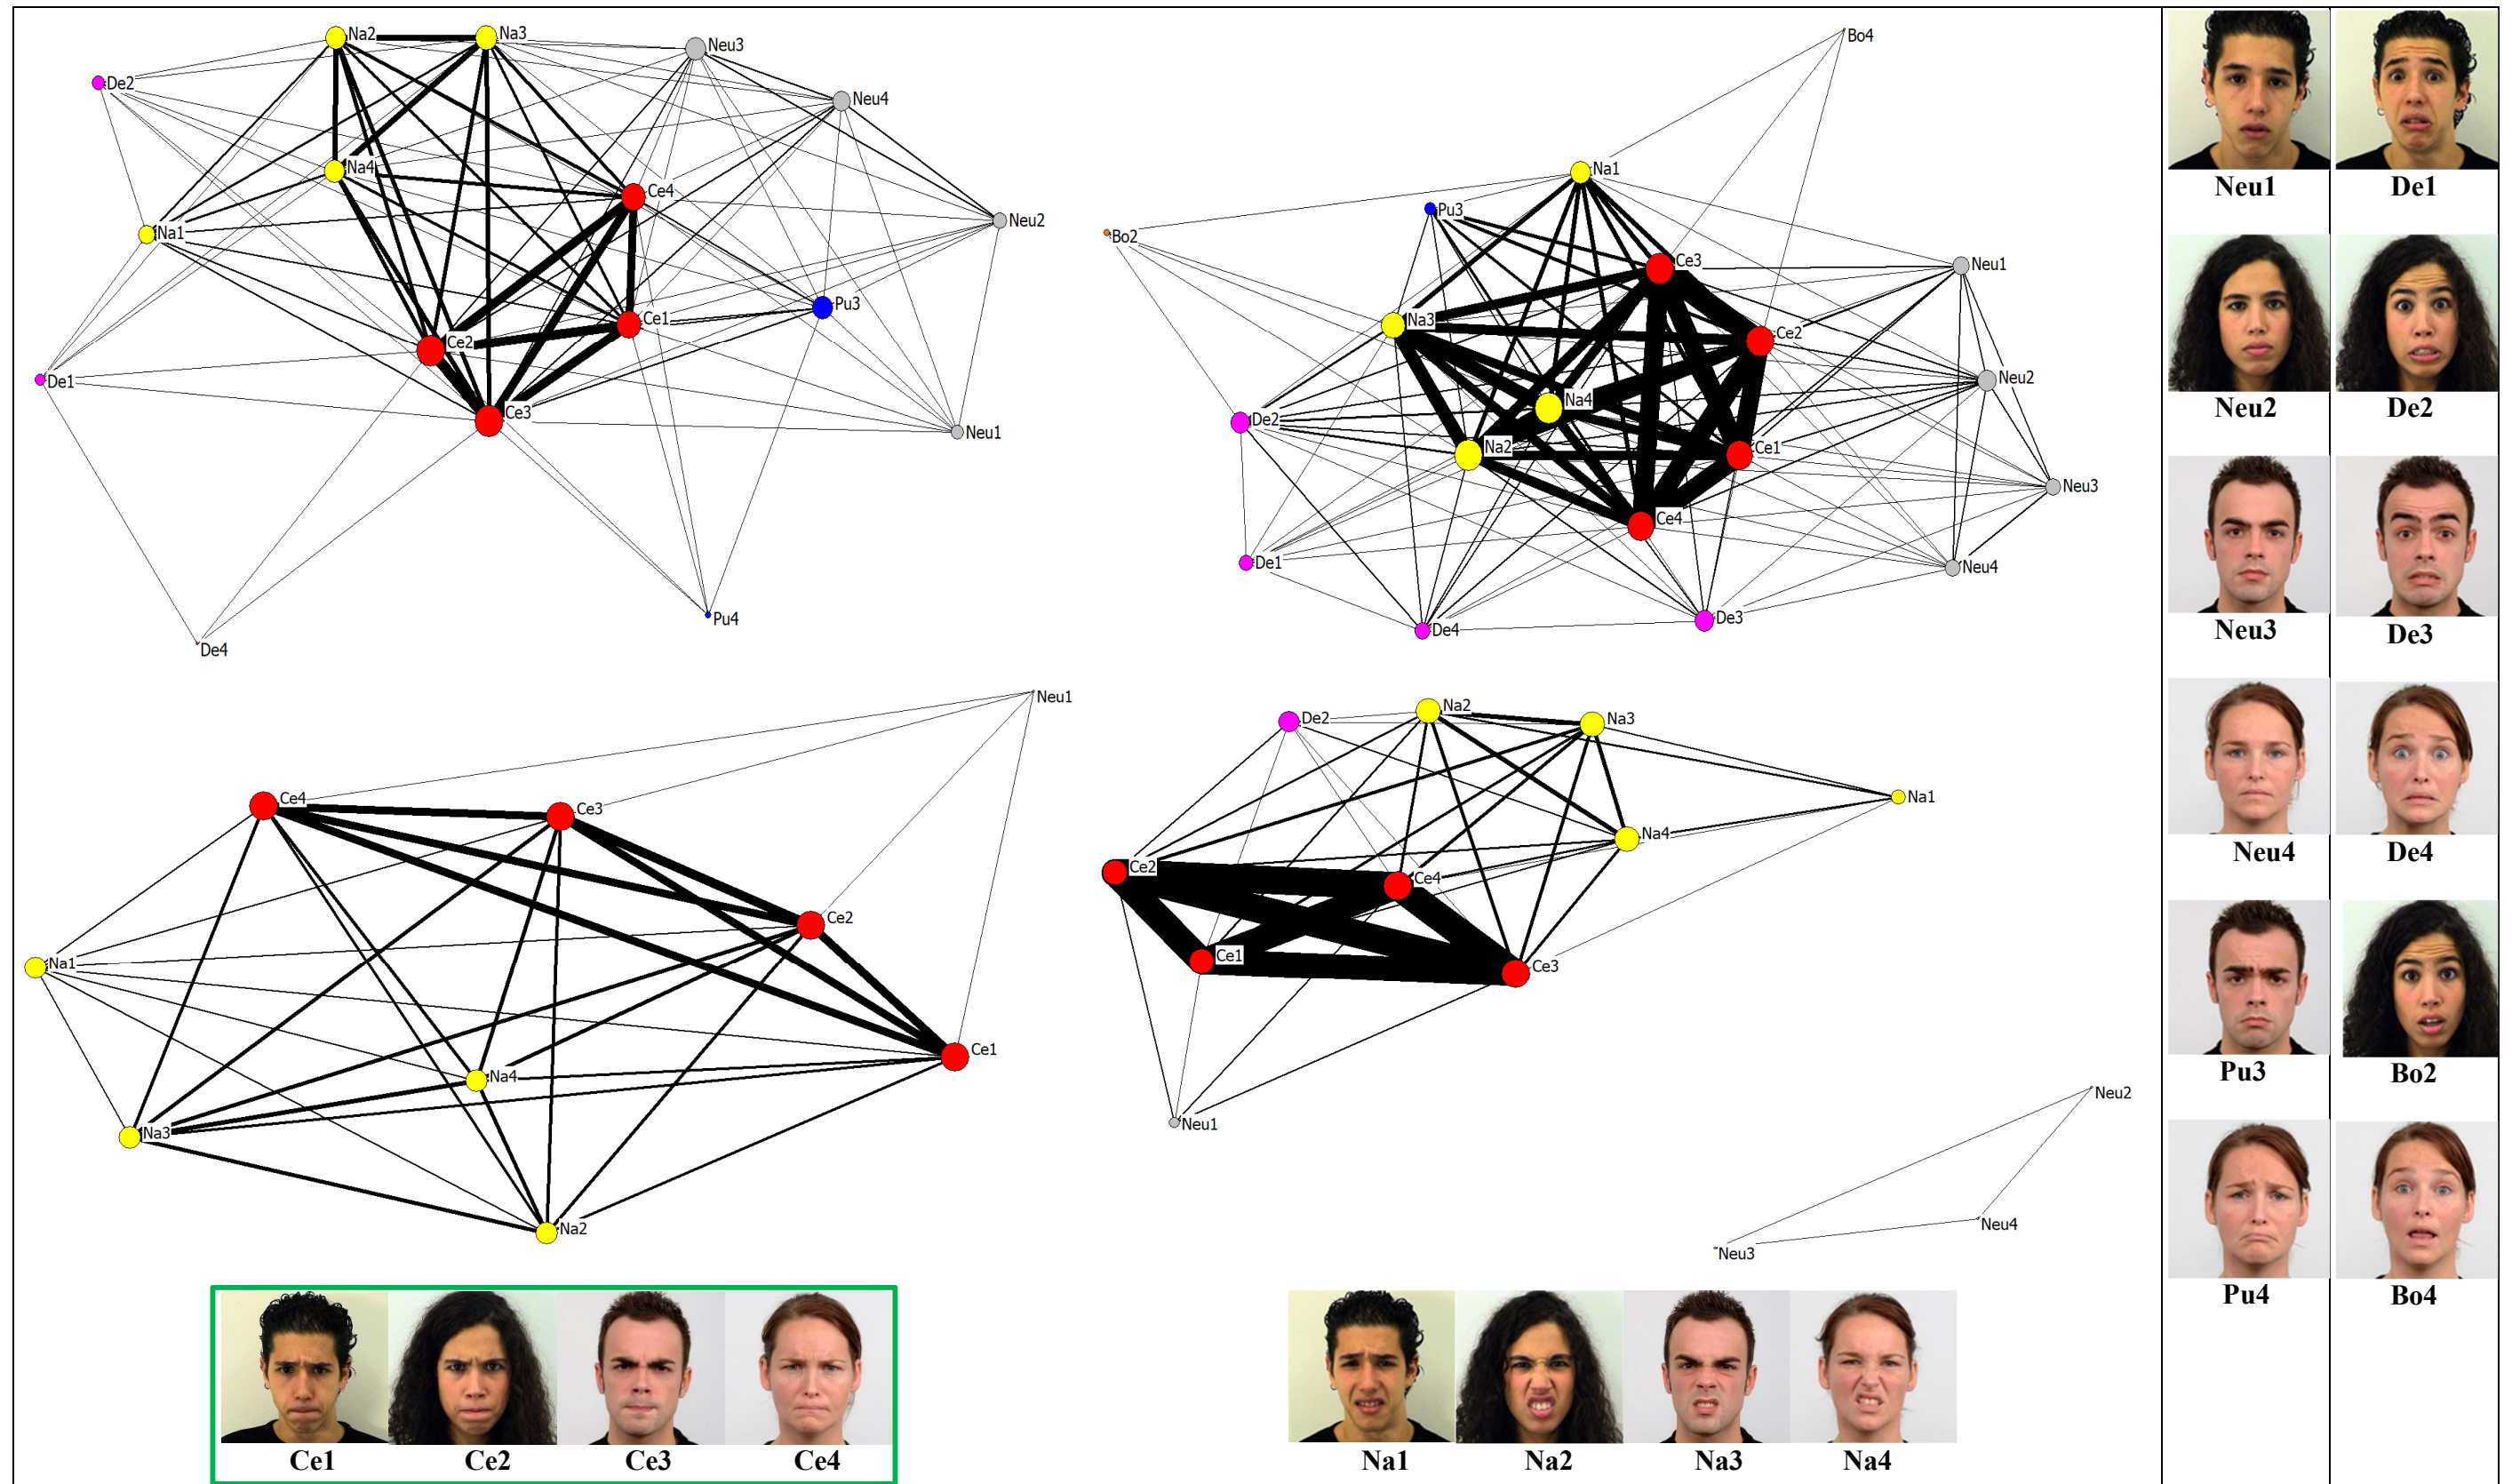 Na2
Na3
Neu3
De2
Neu4
Na4
Ce4
Neu2
Na1
Pu3
Ce1
Ce2
De1
Ce3
Neu1
Pu4
De4
Bo4
Na1
Pu3
Bo2
Ce3
Neu1
Na3
Ce2
Neu2
Na4
De2
Na2
Ce1
Neu3
Ce4
De1
Neu4
De3
De4
Neu1
Ce4
Ce3
Ce2
Na1
Ce1
Na4
Na3
Na2
Na2
De2
Na3
Na1
Na4
Ce2
Ce4
Ce1
Ce3
Neu1
Neu2
Neu4
Neu3
Ce1 Ce2 Ce3 Ce4
Na1 Na2 Na3 Na4
Neu1 De1
Neu2 De2
Neu3 De3
Neu4 De4
Pu3 Bo2
Pu4 Bo4